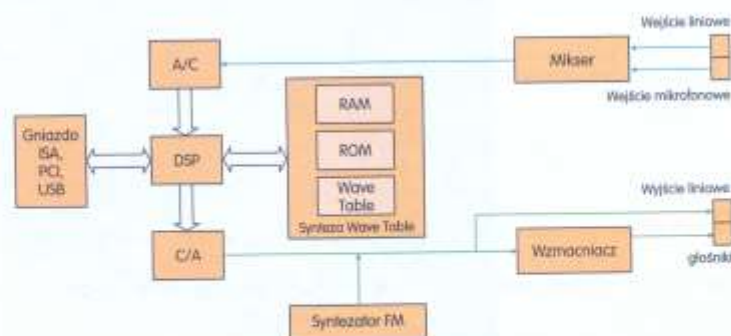 Wejście liniowe
A/C
Mikser
Wejście mikrofonowe
RAM
Gniazdo
ISA,
PCI,
USB
DSP
ROM
Wave
Table
Synteza Wave Table
Wyjście liniowe
C/A
Wzmacniacz
głośniki
Syntezator FM